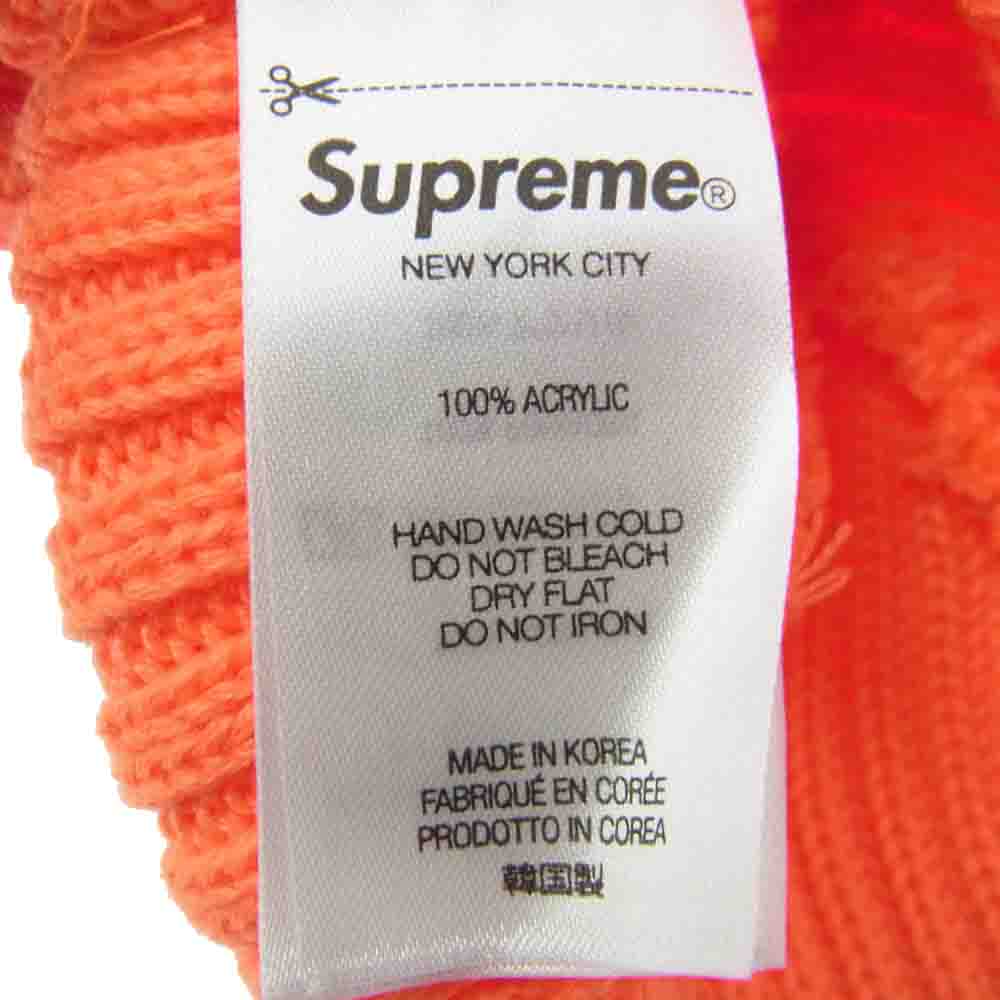 Supreme®
NEW YORK CITY
100% ACRYLIC
HAND WASH COLD
DO NOT BLEACH
DRY FLAT
DO NOT IRON
MADE IN KOREA
FABRIQUÉ EN CORÉE
PRODOTTO IN COREA
韓国製